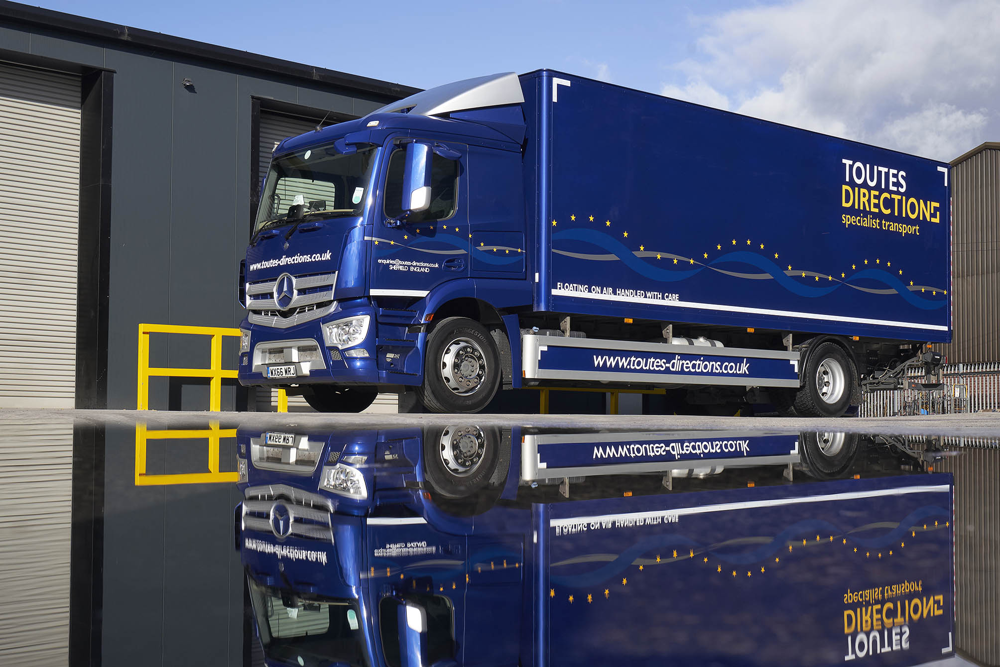 TOUTES
DIRECTIONS
specialist transport
www.toutes-directions.co.uk
enquiries@toutes-directions.co.uk
SHEFFIELD ENGLAND
FLOATING ON AIR, HANDLED WITH CARE
www.toutes-directions.co.uk
WX66 WRJ